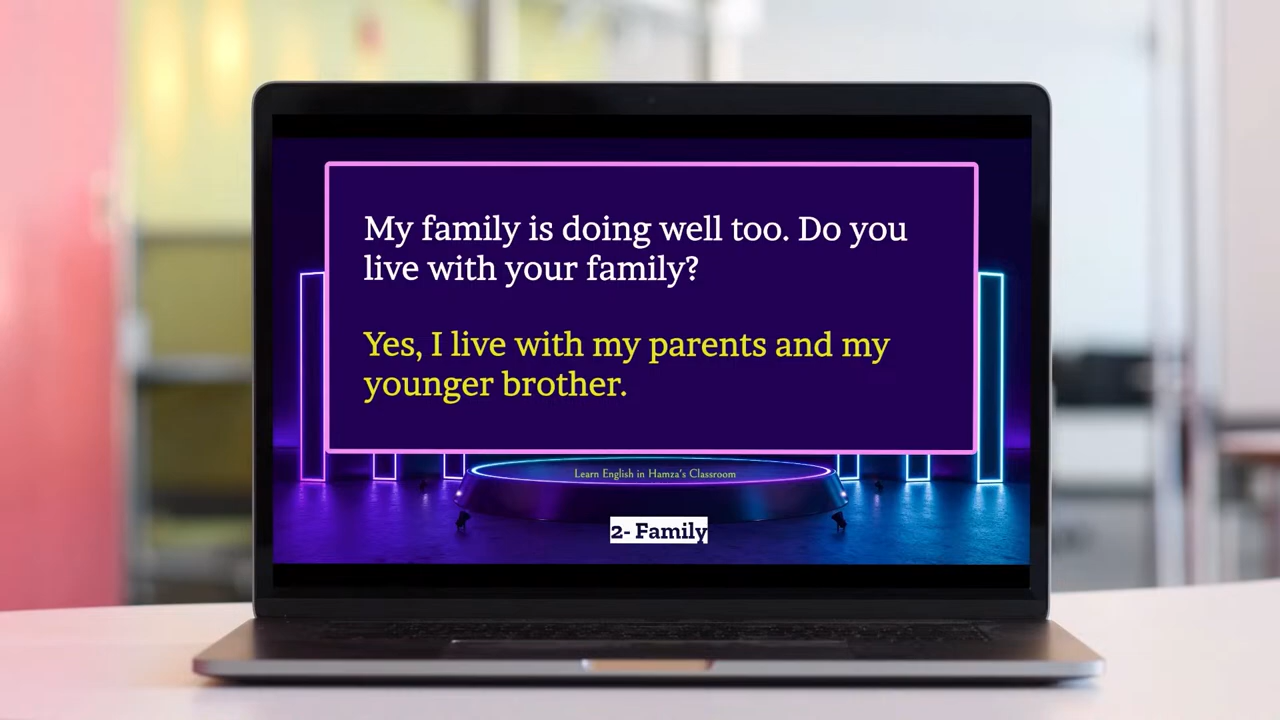 My family is doing well too. Do you
live with your family?
Yes, I live with my parents and my
younger brother.
Learn English in Hamza's Classroom
2- Family